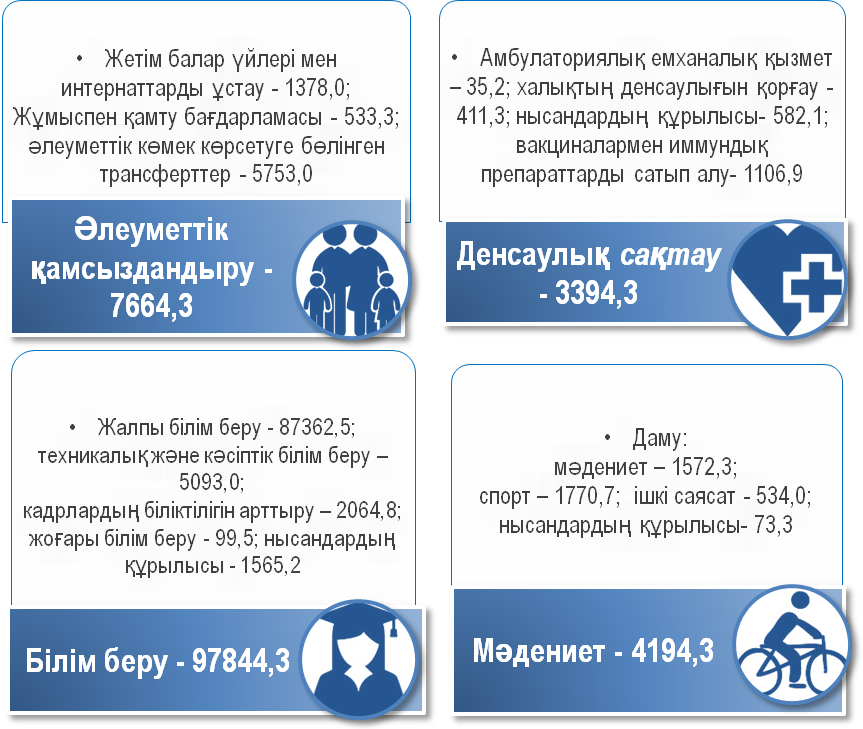 • Жетім балар үйлері мен
интернаттарды ұстау - 1378,0;
Жұмыспен қамту бағдарламасы - 533,3;
әлеуметтік көмек көрсетуге бөлінген
трансферттер - 5753,0
Әлеуметтік
қамсыздандыру -
7664,3
• Амбулаториялық емханалық қызмет
– 35,2; халықтың денсаулығын қорғау -
411,3; нысандардың құрылысы- 582,1;
вакциналармен иммундық
препараттарды сатып алу- 1106,9
Денсаулық сақтау
- 3394,3
• Жалпы білім беру - 87362,5;
техникалық және кәсіптік білім беру –
5093,0;
кадрлардың біліктілігін арттыру – 2064,8;
жоғары білім беру - 99,5; нысандардың
құрылысы - 1565,2
Білім беру - 97844,3
• Даму:
мәдениет – 1572,3;
спорт – 1770,7; ішкі саясат - 534,0;
нысандардың құрылысы- 73,3
Мәдениет - 4194,3